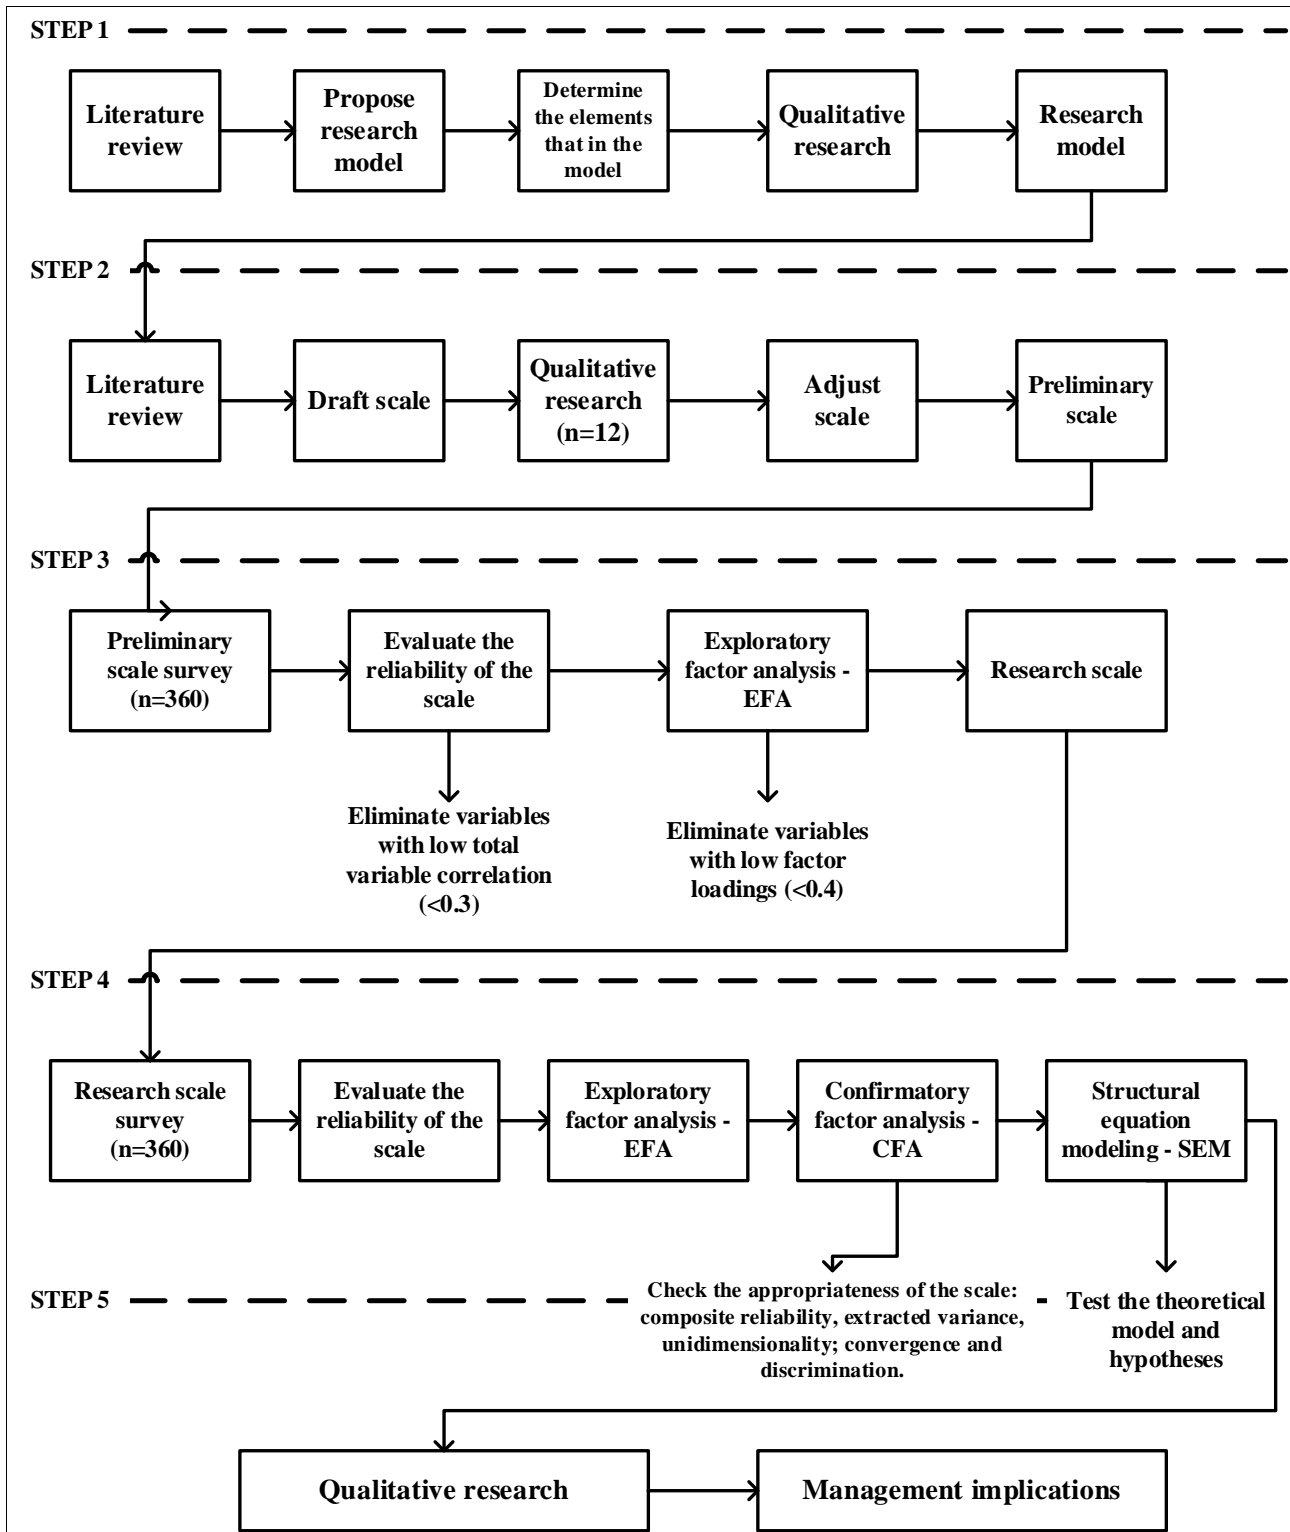 STEP 1
Literature
review
Propose
research
model
Determine
the elements
that in the
model
Qualitative
research
Research
model
STEP 2
Literature
review
Draft scale
Qualitative
research
(n=12)
Adjust
scale
Preliminary
scale
STEP 3
Preliminary
scale survey
(n=360)
Evaluate the
reliability of the
scale
Exploratory
factor analysis -
EFA
Research scale
Eliminate variables
with low total
variable correlation
(<0.3)
Eliminate variables
with low factor
loadings (<0.4)
STEP 4
Research scale
survey
(n=360)
Evaluate the
reliability of the
scale
Exploratory
factor analysis -
EFA
Confirmatory
factor analysis -
CFA
Structural
equation
modeling - SEM
STEP 5
Check the appropriateness of the scale:
composite reliability, extracted variance,
unidimensionality; convergence and
discrimination.
Test the theoretical
model and
hypotheses
Qualitative research
Management implications